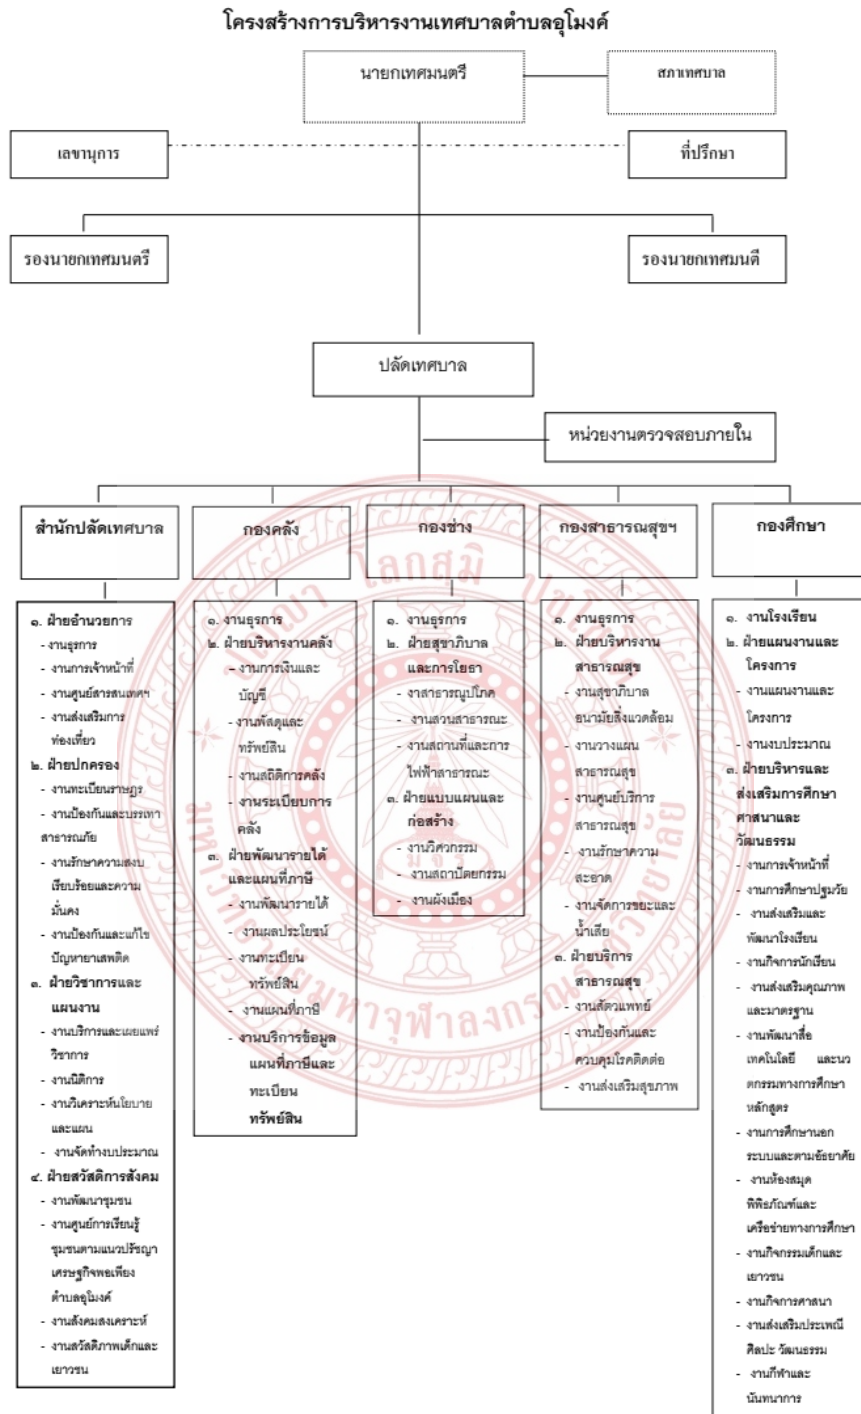 โครงสร้างการบริหารงานเทศบาลตำบลอุโมงค์
นายกเทศมนตรี
สภาเทศบาล
เลขานุการ
ที่ปรึกษา
รองนายกเทศมนตรี
รองนายกเทศมนตี
ปลัดเทศบาล
หน่วยงานตรวจสอบภายใน
สำนักปลัดเทศบาล
กองคลัง
กองช่าง
กองสาธารณสุขฯ
กองศึกษา
๑. ฝ่ายอำนวยการ
- งานธุรการ
- งานการเจ้าหน้าที่
- งานศูนย์สารสนเทศฯ
- งานส่งเสริมการ
ท่องเที่ยว
๒. ฝ่ายปกครอง
- งานทะเบียนราษฎร
- งานป้องกันและบรรเทา
สาธารณภัย
- งานรักษาความสงบ
เรียบร้อยและความ
มั่นคง
- งานป้องกันและแก้ไข
ปัญหายาเสพติด
๓. ฝ่ายวิชาการและ
แผนงาน
- งานบริการและเผยแพร่
วิชาการ
- งานนิติการ
- งานวิเคราะห์นโยบาย
และแผน
- งานจัดทำงบประมาณ
๔. ฝ่ายสวัสดิการสังคม
- งานพัฒนาชุมชน
- งานศูนย์การเรียนรู้
ชุมชนตามแนวปรัชญา
เศรษฐกิจพอเพียง
ตำบลอุโมงค์
- งานสังคมสงเคราะห์
- งานสวัสดิภาพเด็กและ
เยาวชน
๑. งานธุรการ
๒. ฝ่ายบริหารงานคลัง
- งานการเงินและ
บัญชี
- งานพัสดุและ
ทรัพย์สิน
- งานสถิติการคลัง
- งานระเบียบการ
คลัง
๓. ฝ่ายพัฒนารายได้
และแผนที่ภาษี
- งานพัฒนารายได้
- งานผลประโยชน์
- งานทะเบียน
ทรัพย์สิน
- งานแผนที่ภาษี
- งานบริการข้อมูล
แผนที่ภาษีและ
ทะเบียน
ทรัพย์สิน
๑. งานธุรการ
๒. ฝ่ายสุขาภิบาล
และการโยธา
- งาสาธารณูปโภค
- งานสวนสาธารณะ
- งานสถานที่และการ
ไฟฟ้าสาธารณะ
๓. ฝ่ายแบบแผนและ
ก่อสร้าง
- งานวิศวกรรม
- งานสถาปัตยกรรม
- งานผังเมือง
๑. งานธุรการ
๒. ฝ่ายบริหารงาน
สาธารณสุข
- งานสุขาภิบาล
อนามัยสิ่งแวดล้อม
- งานวางแผน
สาธารณสุข
- งานศูนย์บริการ
สาธารณสุข
- งานรักษาความ
สะอาด
- งานจัดการขยะและ
น้ำเสีย
๓. ฝ่ายบริการ
สาธารณสุข
- งานสัตวแพทย์
- งานป้องกันและ
ควบคุมโรคติดต่อ
- งานส่งเสริมสุขภาพ
๑. งานโรงเรียน
๒. ฝ่ายแผนงานและ
โครงการ
- งานแผนงานและ
โครงการ
- งานงบประมาณ
๓. ฝ่ายบริหารและ
ส่งเสริมการศึกษา
ศาสนาและ
วัฒนธรรม
- งานการเจ้าหน้าที่
- งานการศึกษาปฐมวัย
- งานส่งเสริมและ
พัฒนาโรงเรียน
- งานกิจการนักเรียน
- งานส่งเสริมคุณภาพ
และมาตรฐาน
- งานพัฒนาสื่อ
เทคโนโลยี และนว
ตกรรมทางการศึกษา
หลักสูตร
- งานการศึกษานอก
ระบบและตามอัธยาศัย
- งานห้องสมุด
พิพิธภัณฑ์และ
เครือข่ายทางการศึกษา
- งานกิจกรรมเด็กและ
เยาวชน
- งานกิจการศาสนา
- งานส่งเสริมประเพณี
ศิลปะ วัฒนธรรม
- งานกีฬาและ
นันทนาการ
มหาวิทยาลัยมหาจุฬาลงกรณราชวิทยาลัย